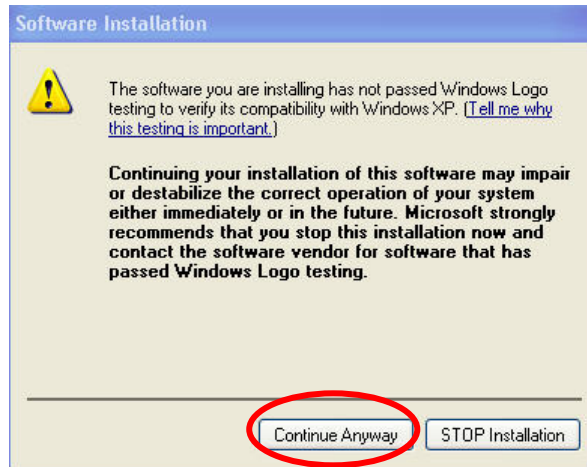 Software Installation
The software you are installing has not passed Windows Logo
testing to verify its compatibility with Windows XP. (Tell me why
this testing is important.)
Continuing your installation of this software may impair
or destabilize the correct operation of your system
either immediately or in the future. Microsoft strongly
recommends that you stop this installation now and
contact the software vendor for software that has
passed Windows Logo testing.
Continue Anyway
STOP Installation